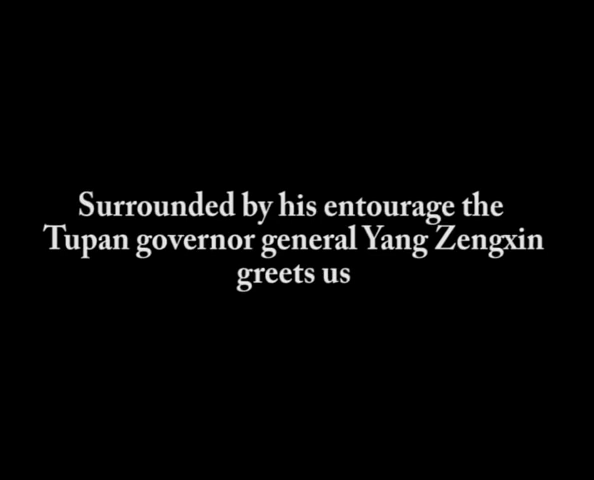 Surrounded by his entourage the
Tupan governor general Yang Zengxin
greets us